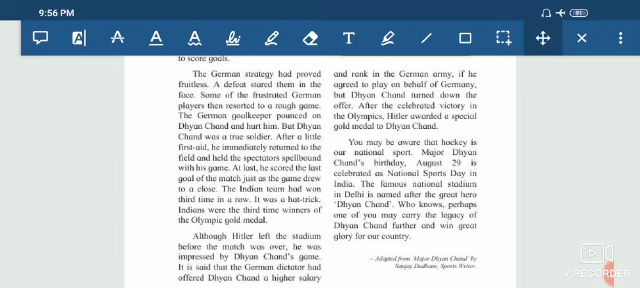 9:56 PM
91
A
A
A
A
T
to score goals.
The German strategy had proved
fruitless. A defeat stared them in the
face. Some of the frustrated German
players then resorted to a rough game.
The German goalkeeper pounced on
Dhyan Chand and hurt him. But Dhyan
Chand was a true soldier. After a little
first-aid, he immediately returned to the
field and held the spectators spellbound
with his game. At last, he scored the last
goal of the match just as the game drew
to a close. The Indian team had won
third time in a row. It was a hat-trick.
Indians were the third time winners of
the Olympic gold medal.
Although Hitler left the stadium
before the match was over, he was
impressed by Dhyan Chand's game.
It is said that the German dictator had
offered Dhyan Chand a higher salary
and rank in the German army, if he
agreed to play on behalf of Germany,
but Dhyan Chand turned down the
offer. After the celebrated victory in
the Olympics, Hitler awarded a special
gold medal to Dhyan Chand.
You may be aware that hockey is
our national sport. Major Dhyan
Chand's birthday, August 29 is
celebrated as National Sports Day in
India. The famous national stadium
in Delhi is named after the great hero
'Dhyan Chand'. Who knows, perhaps
one of you may carry the legacy of
Dhyan Chand further and win great
glory for our country.
– Adapted from 'Major Dhyan Chand' by
Sanjay Dudhane, Sports Writer.
V RECORDER